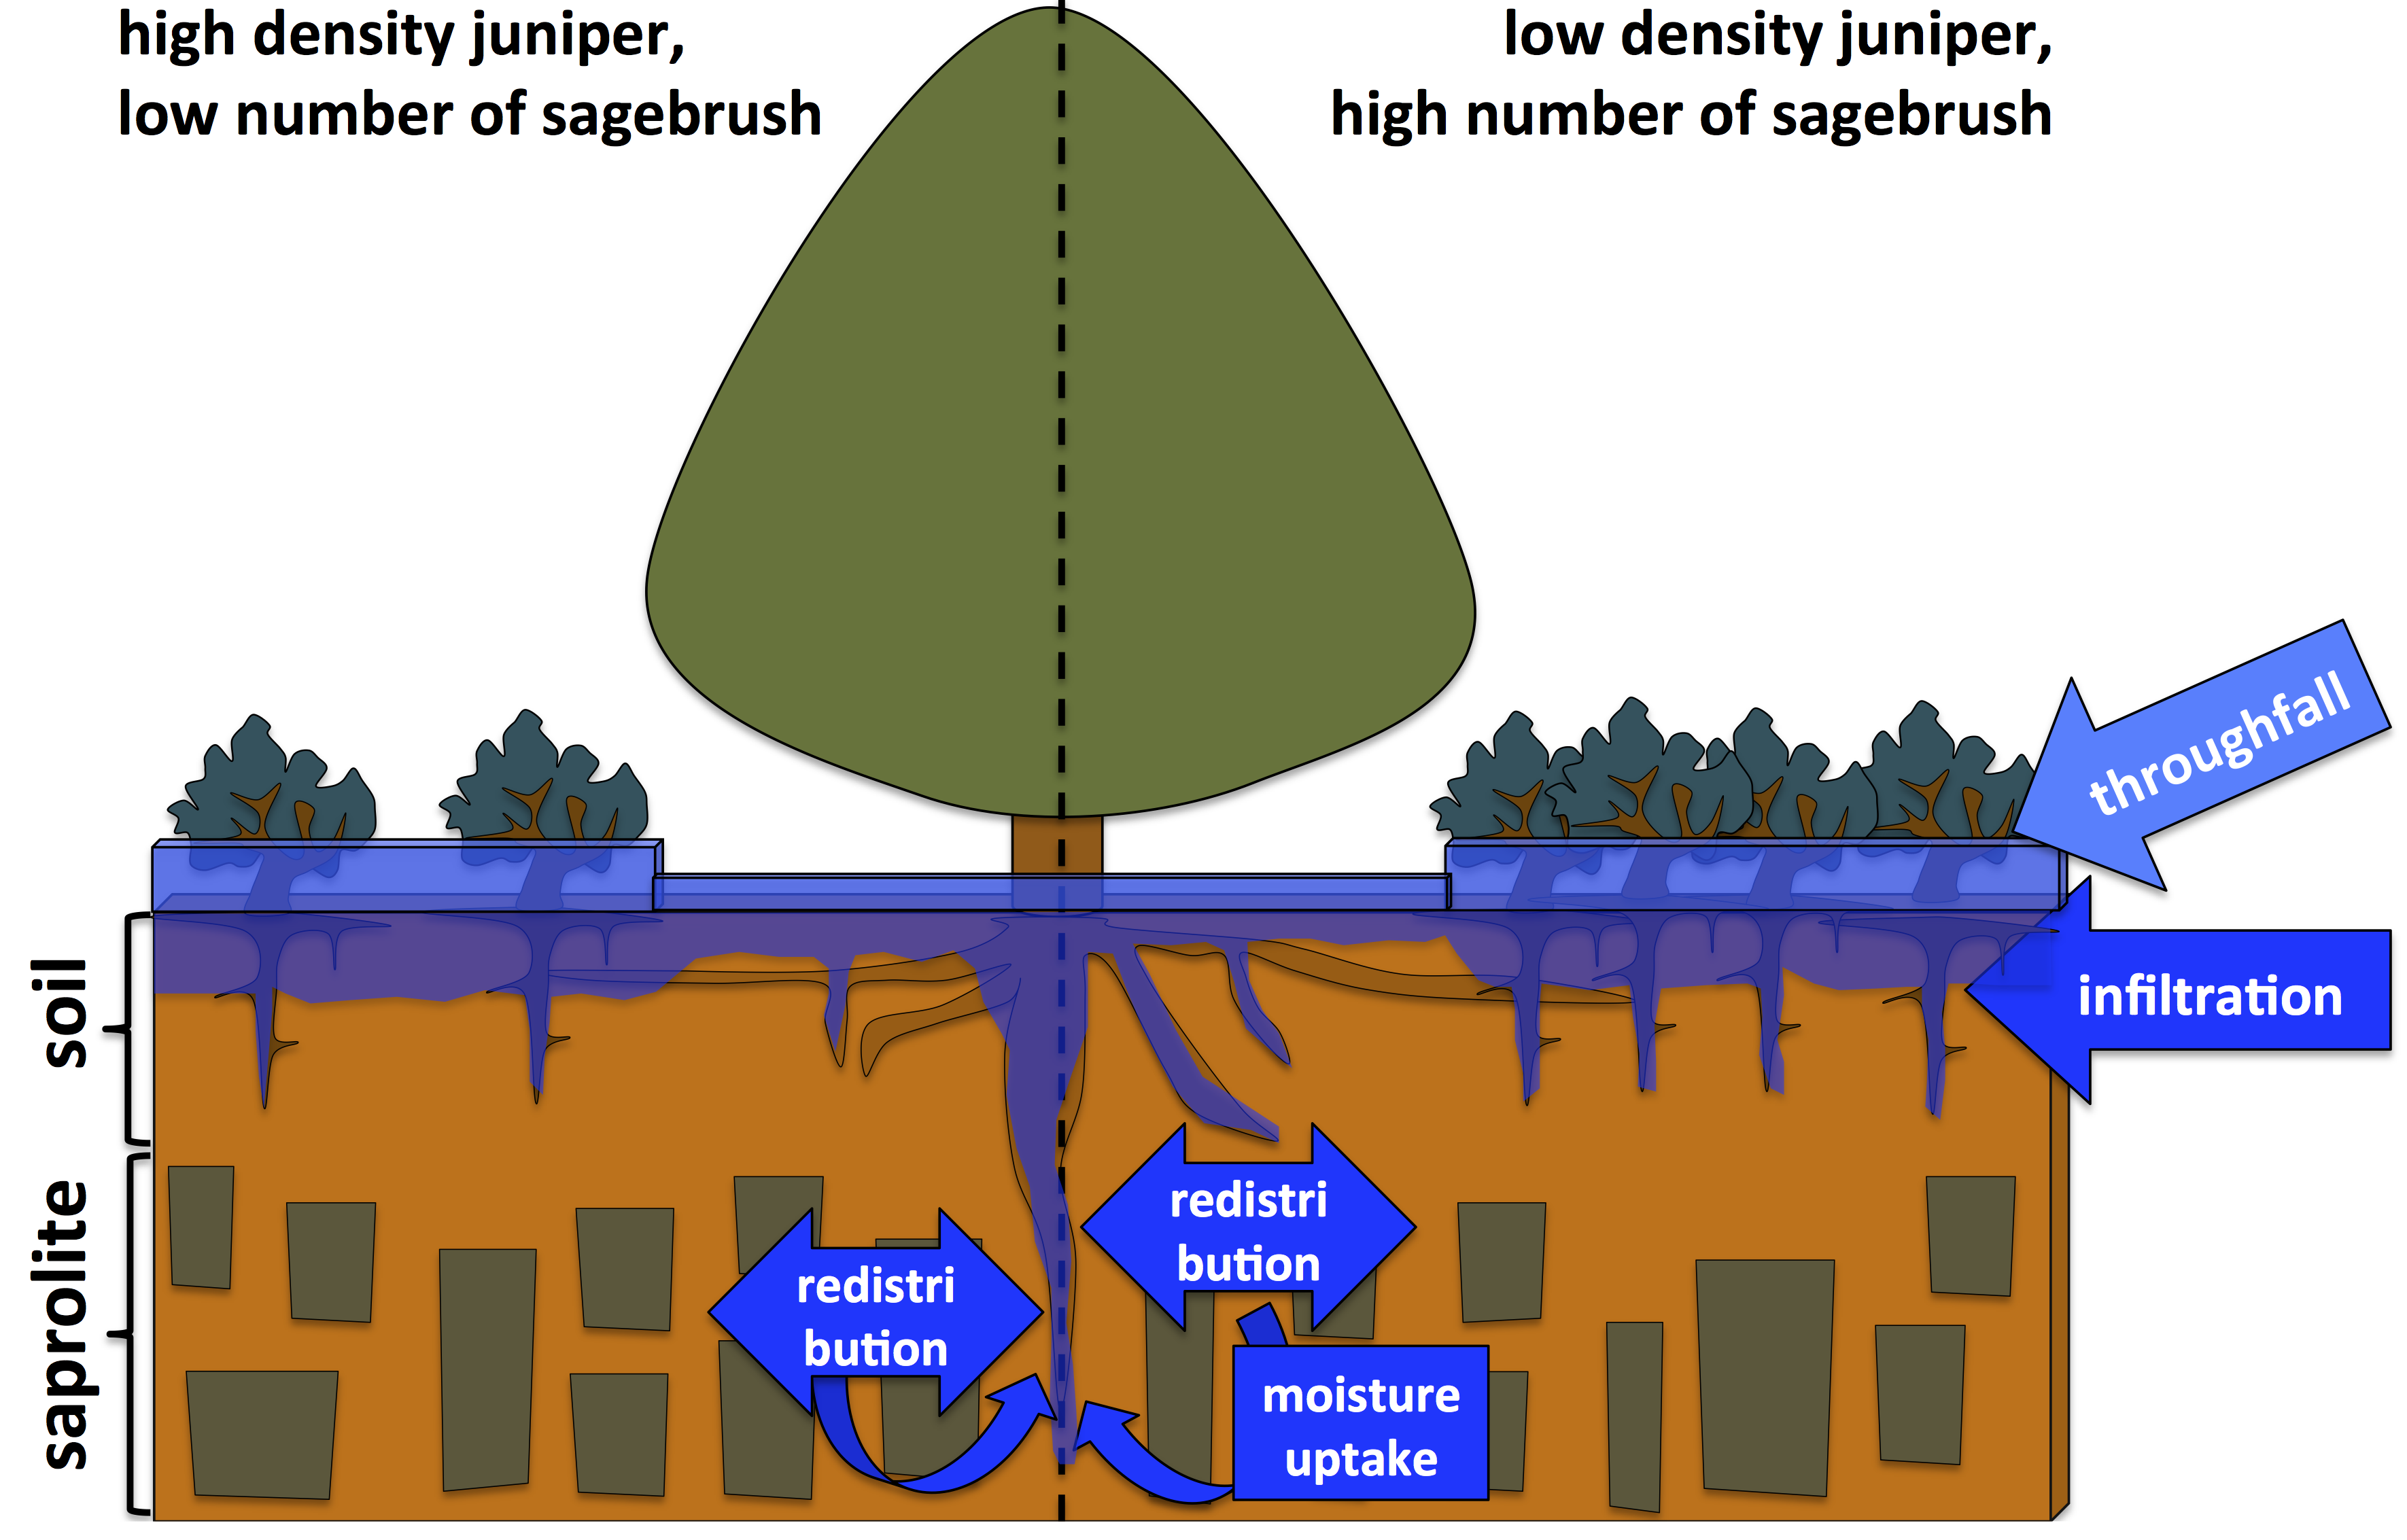 high density juniper,
low number of sagebrush
low density juniper,
high number of sagebrush
throughfall
infiltration
soil
saprolite
redistri
bution
redistri
bution
moisture
uptake